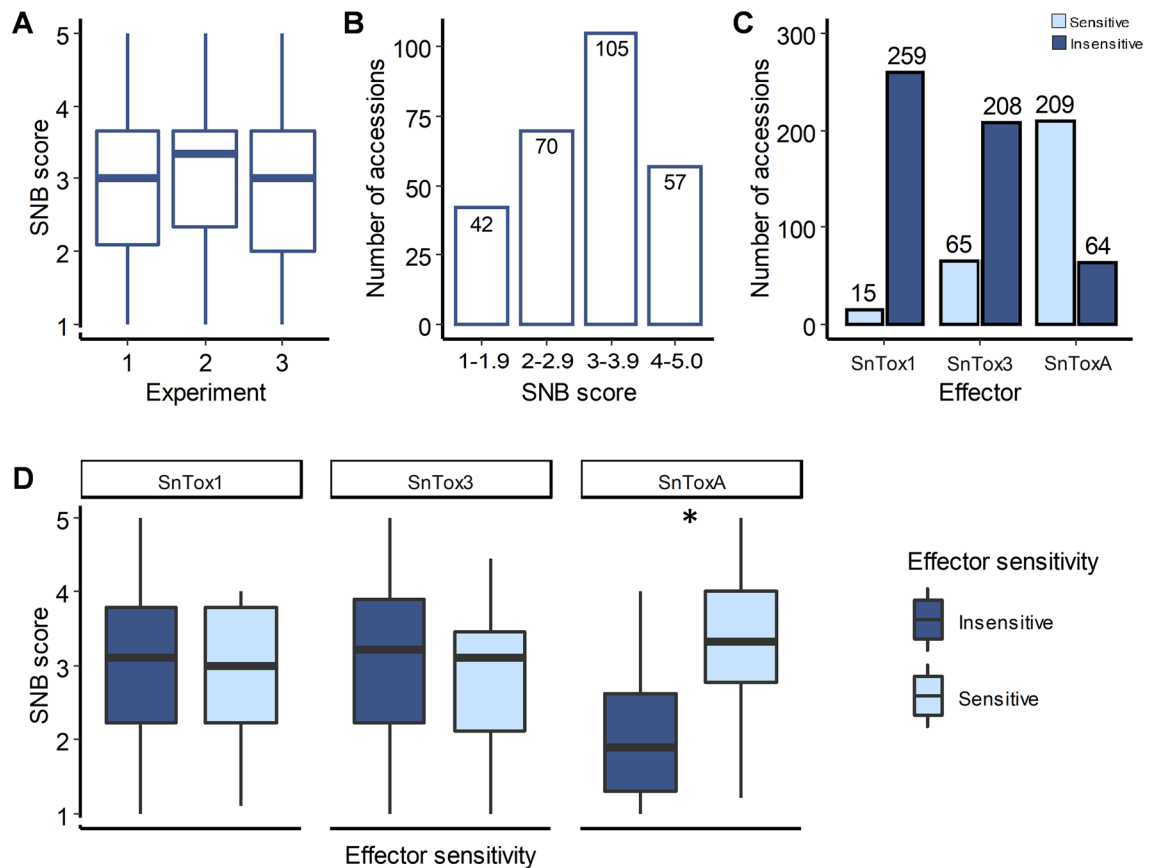 A
SNB score
5
4
3
2
1
1 2 3
Experiment
B
Number of accessions
100
75
50
25
0
42
70
105
57
1-1.9 2-2.9 3-3.9 4-5.0
SNB score
C
Number of accessions
300
200
100
0
Sensitive
Insensitive
15
259
65
208
209
64
SnTox1 SnTox3 SnToxA
Effector
D
SnTox1 SnTox3 SnToxA
SNB score
5
4
3
2
1
*
Effector sensitivity
Effector sensitivity
Insensitive
Sensitive